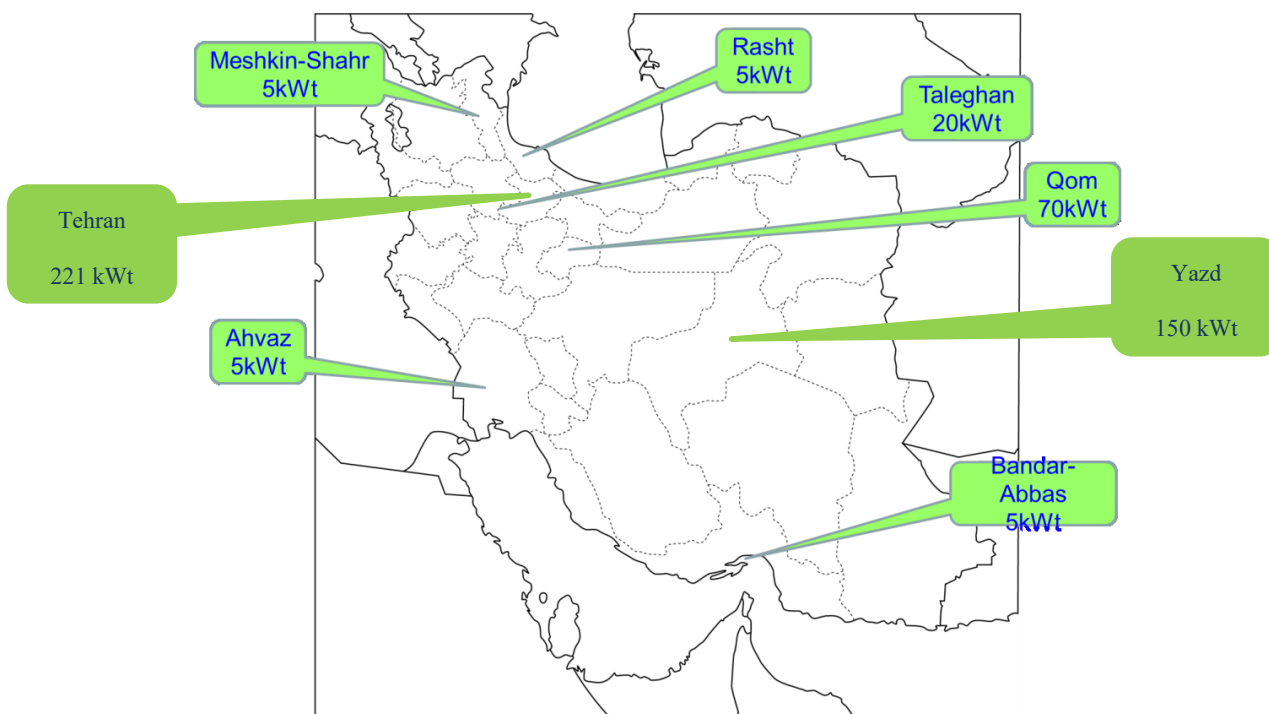 Meshkin-Shahr
5kWt
Rasht
5kWt
Taleghan
20kWt
Qom
70kWt
Tehran
221 kWt
Yazd
150 kWt
Ahvaz
5kWt
Bandar-
Abbas
5kWt